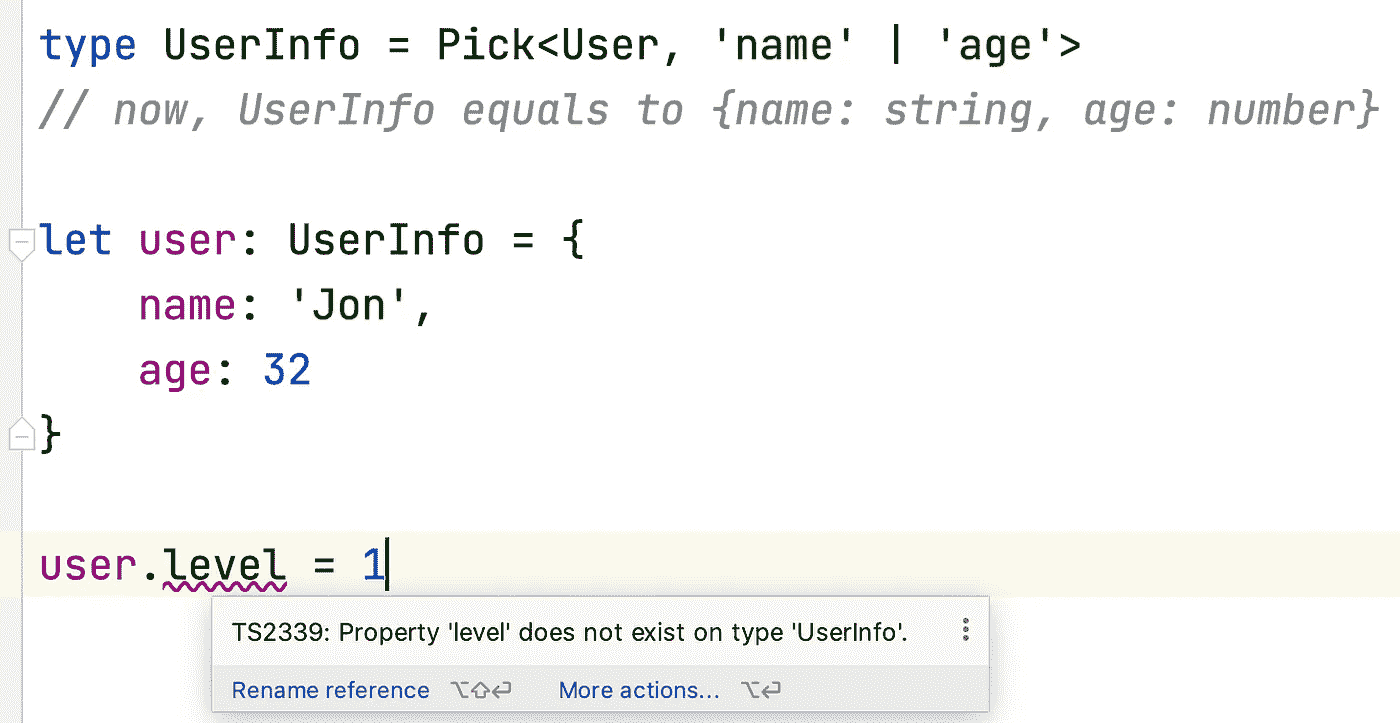 type UserInfo = Pick<User, 'name' | 'age'>
// now, UserInfo equals to {name: string, age: number}
let user: UserInfo = {
    name: 'Jon',
    age: 32
}
user.level = 1
TS2339: Property 'level' does not exist on type 'UserInfo'.
Rename reference ⌥⇧⏎ More actions... ⌥⏎